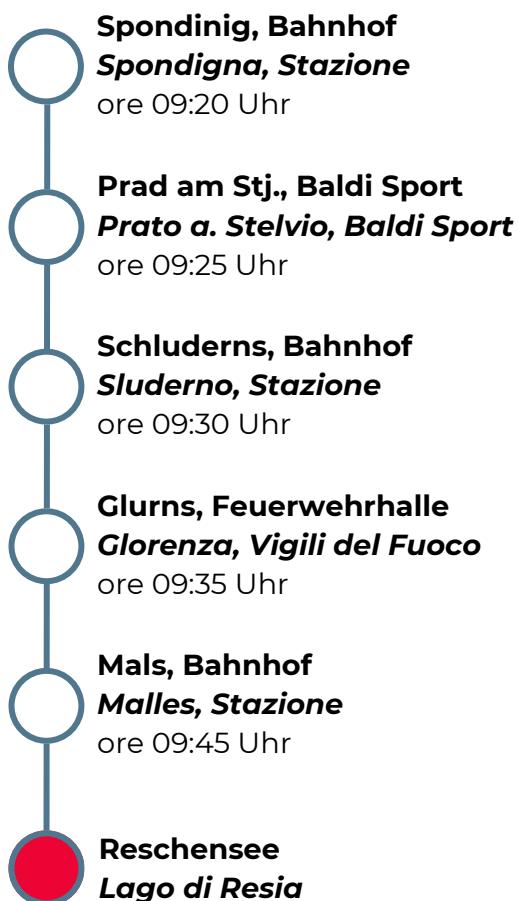 Spondinig, Bahnhof
Spondigna, Stazione
ore 09:20 Uhr
Prad am Stj., Baldi Sport
Prato a. Stelvio, Baldi Sport
ore 09:25 Uhr
Schluderns, Bahnhof
Sluderno, Stazione
ore 09:30 Uhr
Glurns, Feuerwehrhalle
Glorenza, Vigili del Fuoco
ore 09:35 Uhr
Mals, Bahnhof
Malles, Stazione
ore 09:45 Uhr
Reschensee
Lago di Resia